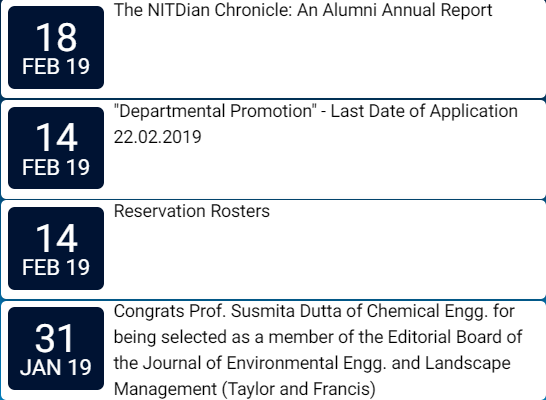 18
FEB 19
The NITDian Chronicle: An Alumni Annual Report
14
FEB 19
"Departmental Promotion" - Last Date of Application
22.02.2019
14
FEB 19
Reservation Rosters
31
JAN 19
Congrats Prof. Susmita Dutta of Chemical Engg. for
being selected as a member of the Editorial Board of
the Journal of Environmental Engg. and Landscape
Management (Taylor and Francis)